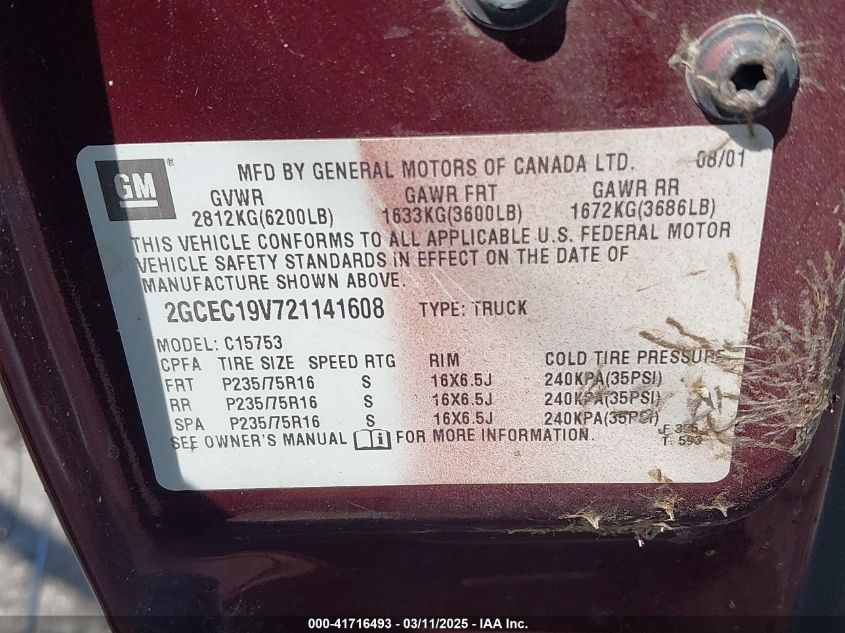 GM ® MFD BY GENERAL MOTORS OF CANADA LTD. 08/01
GVWR GAWR FRT GAWR RR
2812KG(6200LB) 1633KG(3600LB) 1672KG(3686LB)
THIS VEHICLE CONFORMS TO ALL APPLICABLE U.S. FEDERAL MOTOR
VEHICLE SAFETY STANDARDS IN EFFECT ON THE DATE OF
MANUFACTURE SHOWN ABOVE.
2GCEC19V721141608 TYPE: TRUCK
MODEL: C15753
CPFA TIRE SIZE SPEED RTG RIM COLD TIRE PRESSURE
FRT P235/75R16 S 16X6.5J 240KPA(35PSI)
RR P235/75R16 S 16X6.5J 240KPA(35PSI)
SPA P235/75R16 S 16X6.5J 240KPA(35PSI)
SEE OWNER'S MANUAL FOR MORE INFORMATION. F
T. 593
000-41716493 - 03/11/2025 - IAA Inc.